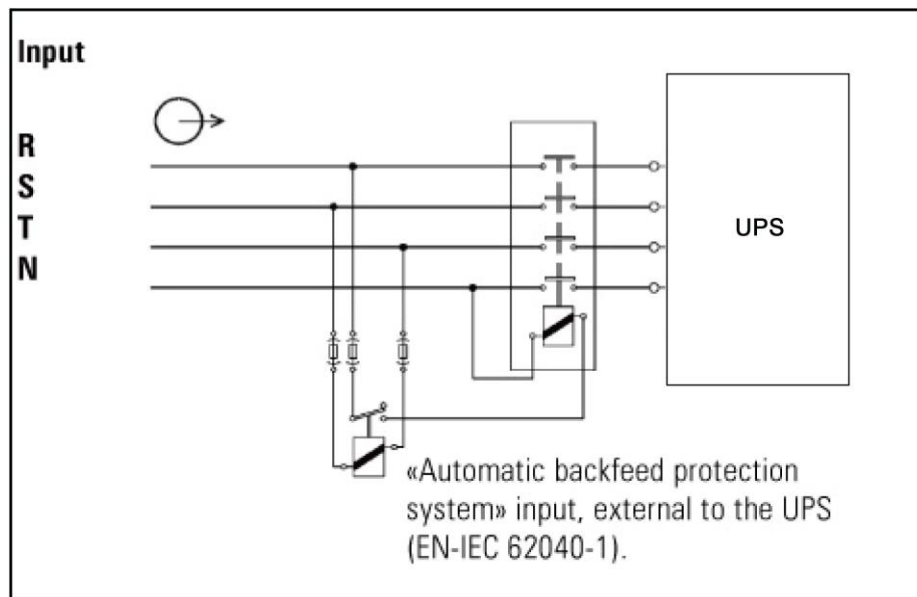 Input
R
S
T
N
UPS
«Automatic backfeed protection
system» input, external to the UPS
(EN-IEC 62040-1).